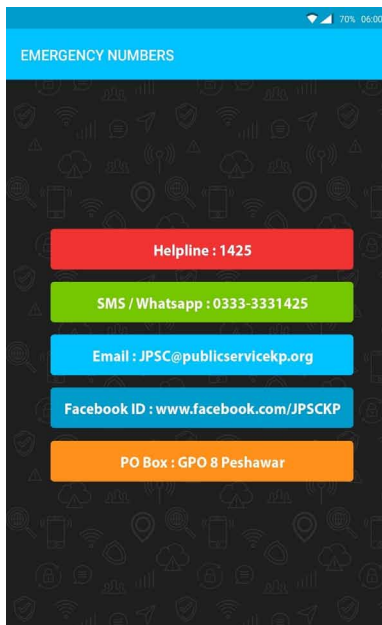 70% 06:00
EMERGENCY NUMBERS
Helpline : 1425
SMS / Whatsapp : 0333-3331425
Email : JPSC@publicservicekp.org
Facebook ID : www.facebook.com/JPSCKP
PO Box : GPO 8 Peshawar